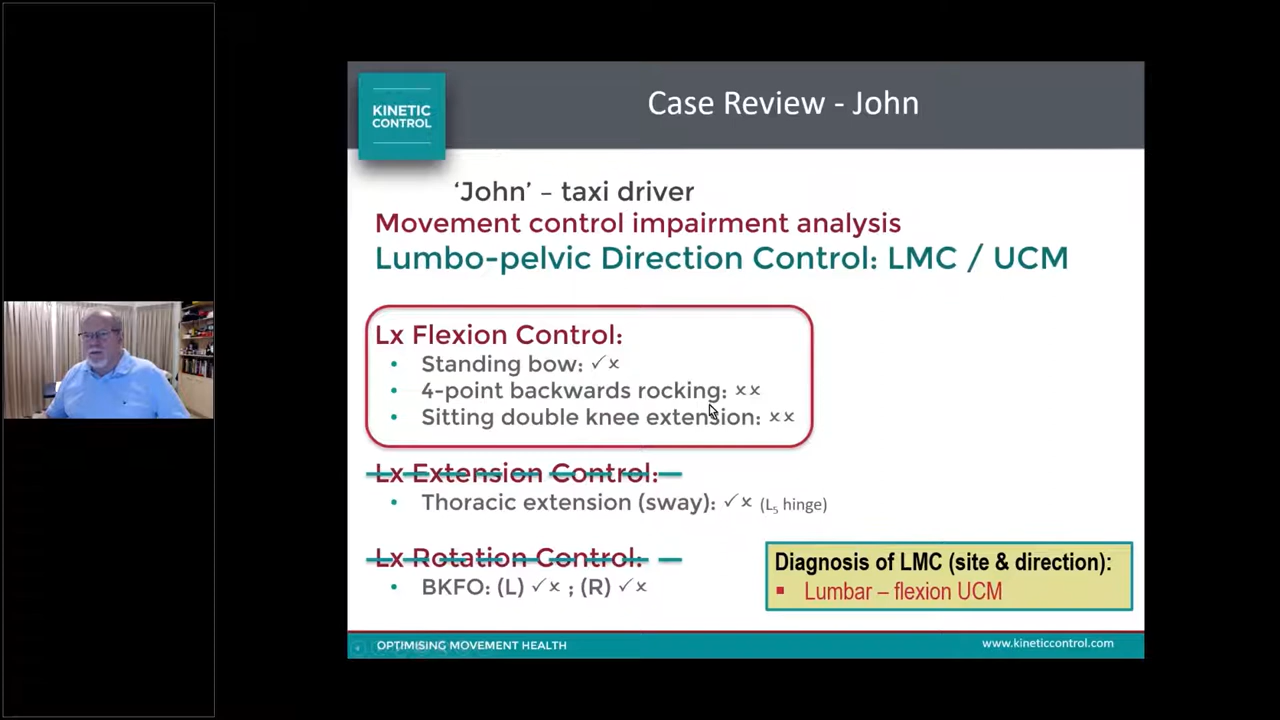 KINETIC
CONTROL
Case Review - John
‘John’ – taxi driver
Movement control impairment analysis
Lumbo-pelvic Direction Control: LMC / UCM
Lx Flexion Control:
• Standing bow: ✓×
• 4-point backwards rocking: ××
• Sitting double knee extension: ××
Lx Extension Control:
• Thoracic extension (sway): ✓× (L5 hinge)
Lx Rotation Control:
• BKFO: (L) ✓× ; (R) ✓×
Diagnosis of LMC (site & direction):
▪ Lumbar – flexion UCM
OPTIMISING MOVEMENT HEALTH
www.kineticcontrol.com